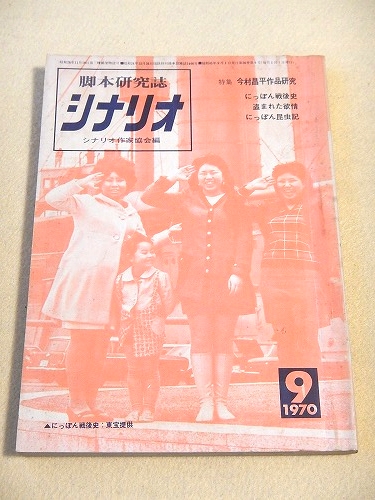 脚本研究誌
シナリオ
シナリオ作家協会編
特集 今村昌平作品研究
にっぽん戦後史
盗まれた欲情
にっぽん昆虫記
9
1970
▲にっぽん戦後史:東宝提供